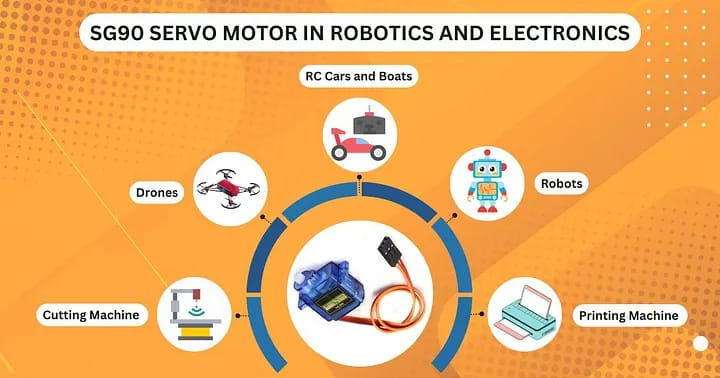 SG90 SERVO MOTOR IN ROBOTICS AND ELECTRONICS
RC Cars and Boats
Drones
Robots
Cutting Machine
Printing Machine